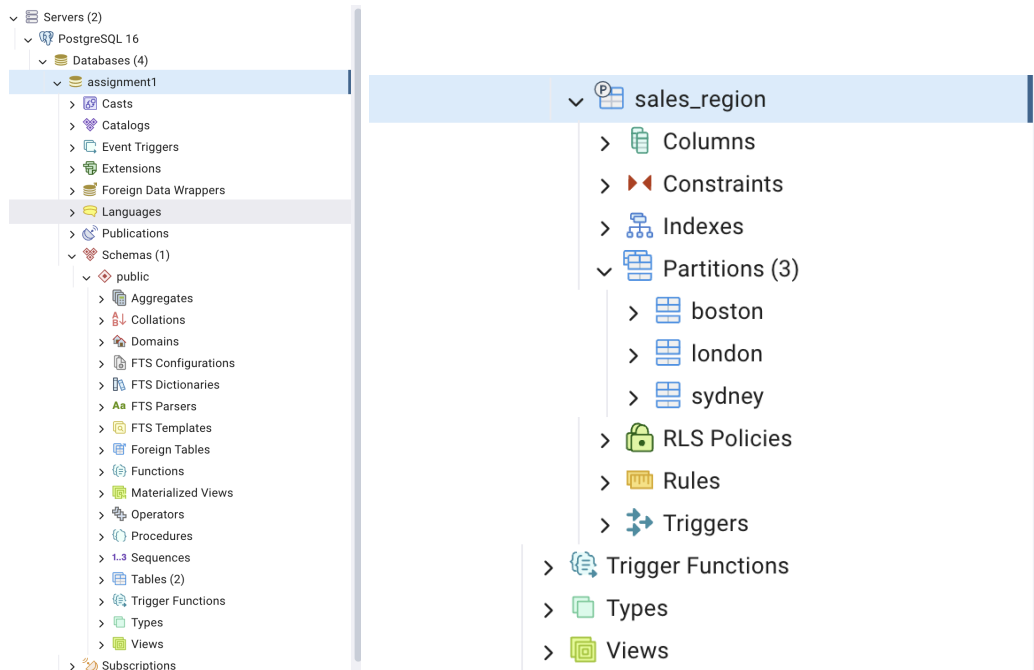 Servers (2)
PostgreSQL 16
Databases (4)
assignment1
Casts
Catalogs
Event Triggers
Extensions
Foreign Data Wrappers
Languages
Publications
Schemas (1)
public
Aggregates
Collations
Domains
FTS Configurations
FTS Dictionaries
Aa FTS Parsers
FTS Templates
Foreign Tables
Functions
Materialized Views
Operators
Procedures
1..3 Sequences
Tables (2)
Trigger Functions
Types
Views
Subscriptions
P sales_region
Columns
Constraints
Indexes
Partitions (3)
boston
london
sydney
RLS Policies
Rules
Triggers
Trigger Functions
Types
Views